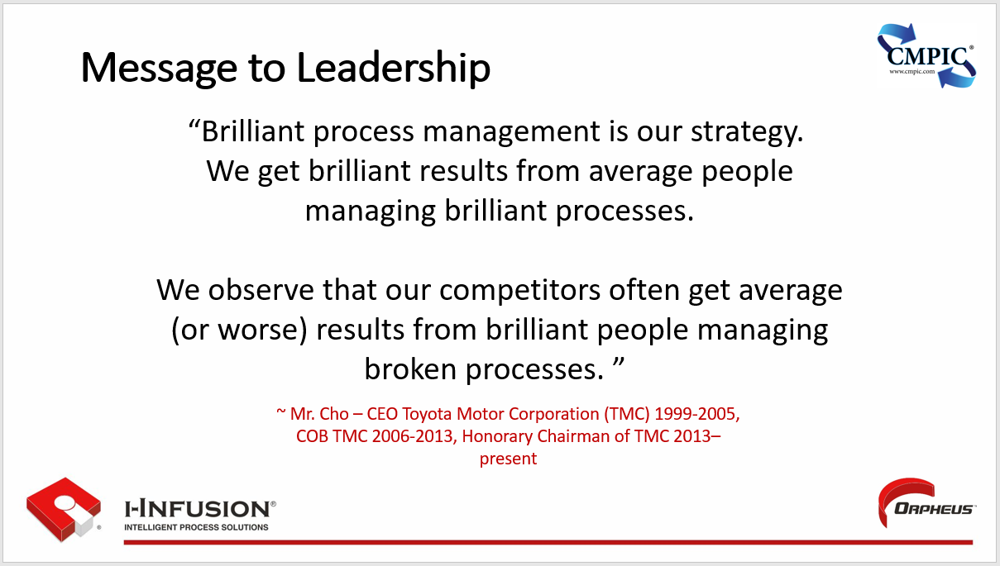 Message to Leadership
CMPIC®
www.cmpic.com
“Brilliant process management is our strategy.
We get brilliant results from average people
managing brilliant processes.
We observe that our competitors often get average
(or worse) results from brilliant people managing
broken processes. ”
~ Mr. Cho – CEO Toyota Motor Corporation (TMC) 1999-2005,
COB TMC 2006-2013, Honorary Chairman of TMC 2013–
present
®
I-INFUSION®
INTELLIGENT PROCESS SOLUTIONS
ORPHEUS™